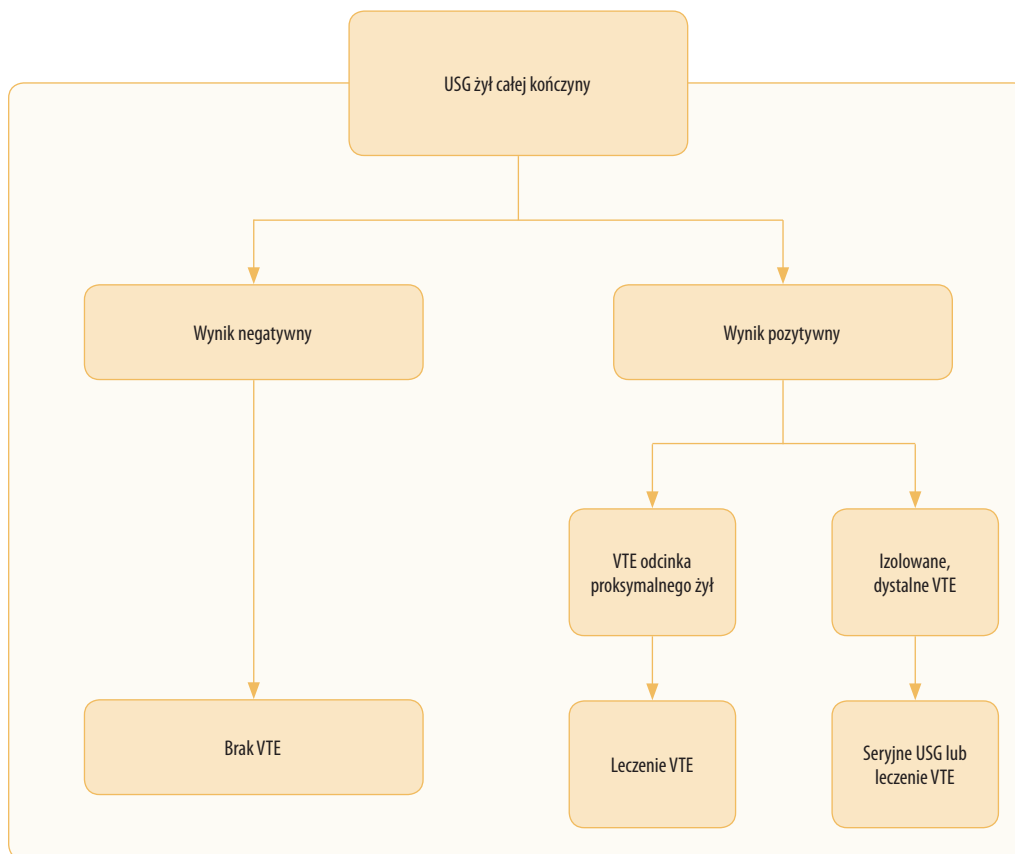 USG żył całej kończyny
Wynik negatywny
Wynik pozytywny
VTE odcinka
proksymalnego żył
Izolowane,
dystalne VTE
Brak VTE
Leczenie VTE
Seryjne USG lub
leczenie VTE